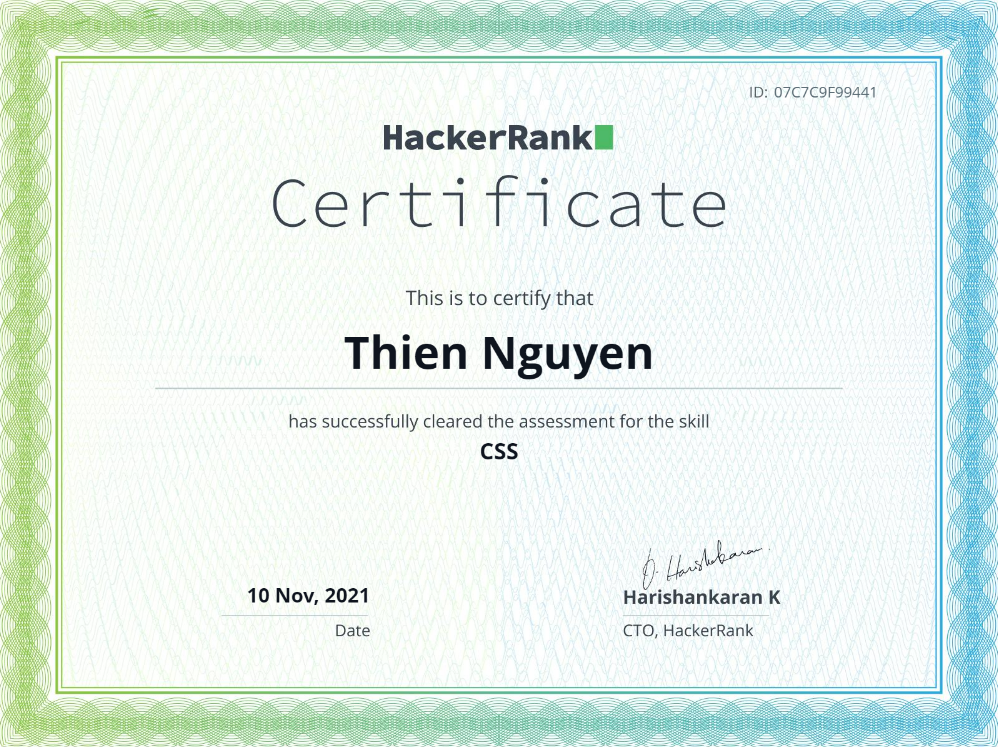 ID: 07C7C9F99441
HackerRank
Certificate
This is to certify that
Thien Nguyen
has successfully cleared the assessment for the skill
CSS
10 Nov, 2021
Date
Harishankaran K
CTO, HackerRank